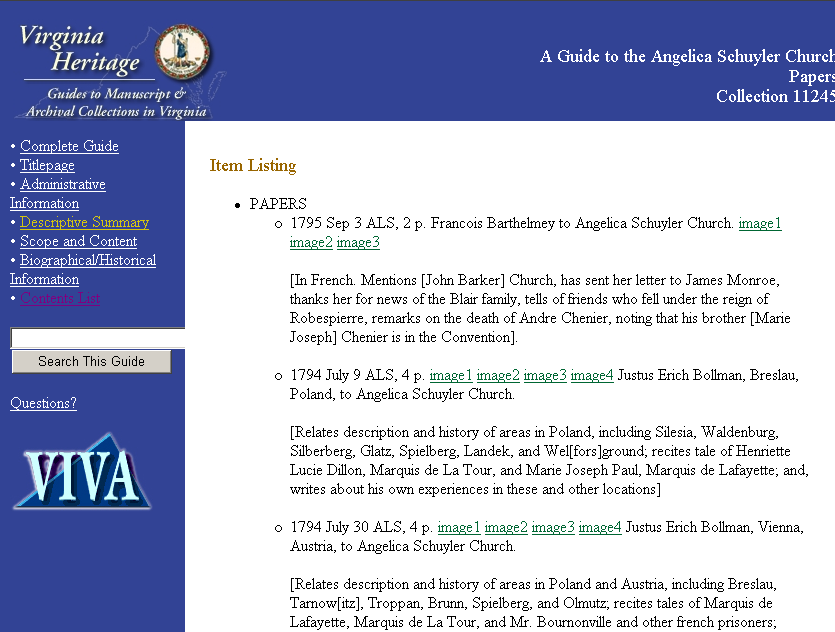 Virginia
Heritage
Guides to Manuscript &
Archival Collections in Virginia
A Guide to the Angelica Schuyler Church
Papers
Collection 11245
• Complete Guide
• Titlepage
• Administrative
Information
• Descriptive Summary
• Scope and Content
• Biographical/Historical
Information
• Contents List
Search This Guide
Questions?
VIVA
Item Listing
• PAPERS
o 1795 Sep 3 ALS, 2 p. Francois Barthelmey to Angelica Schuyler Church. image1
image2 image3
[In French. Mentions [John Barker] Church, has sent her letter to James Monroe,
thanks her for news of the Blair family, tells of friends who fell under the reign of
Robespierre, remarks on the death of Andre Chenier, noting that his brother [Marie
Joseph] Chenier is in the Convention].
o 1794 July 9 ALS, 4 p. image1 image2 image3 image4 Justus Erich Bollman, Breslau,
Poland, to Angelica Schuyler Church.
[Relates description and history of areas in Poland, including Silesia, Waldenburg,
Silberberg, Glatz, Spielberg, Landek, and Wel[fors]ground; recites tale of Henriette
Lucie Dillon, Marquis de La Tour, and Marie Joseph Paul, Marquis de Lafayette; and,
writes about his own experiences in these and other locations]
o 1794 July 30 ALS, 4 p. image1 image2 image3 image4 Justus Erich Bollman, Vienna,
Austria, to Angelica Schuyler Church.
[Relates description and history of areas in Poland and Austria, including Breslau,
Tarnow[itz], Troppan, Brunn, Spielberg, and Olmutz; recites tales of Marquis de
Lafayette, Marquis de La Tour, and Mr. Bournonville and other french prisoners;